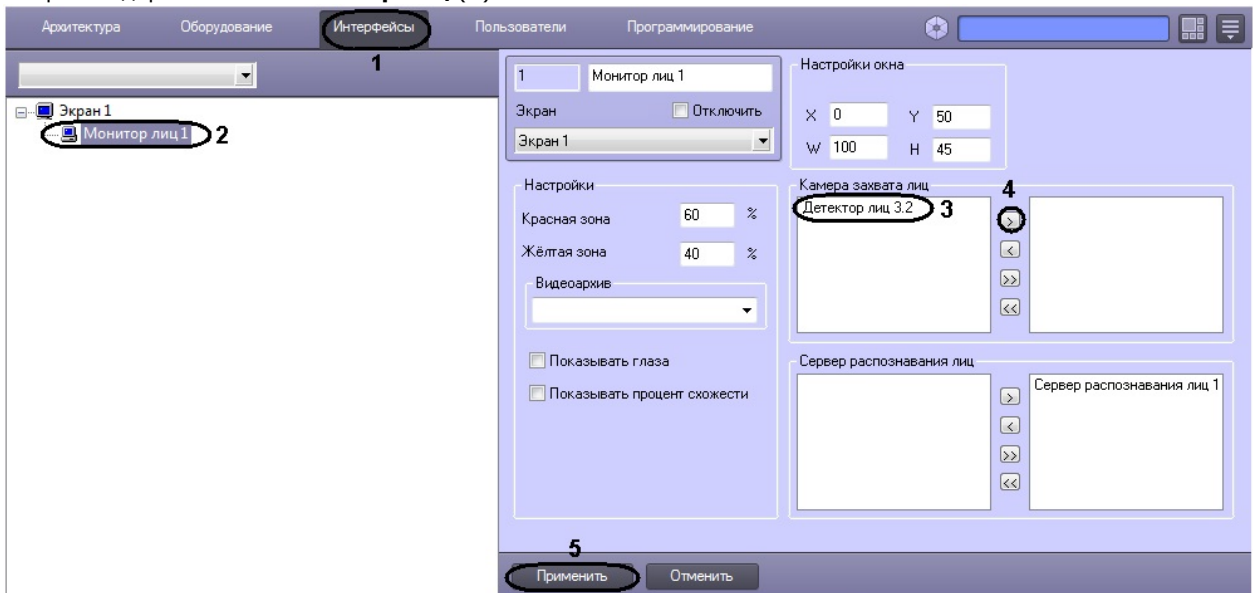 Архитектура Оборудование Интерфейсы Пользователи Программирование
1
Экран 1
Монитор лиц 1 2
1 Монитор лиц 1
Экран Отключить
Экран 1
Настройки окна
X 0 Y 50
W 100 H 45
Настройки
Красная зона 60 %
Жёлтая зона 40 %
Видеоархив
Показывать глаза
Показывать процент схожести
Камера захвата лиц 4
Детектор лиц 3.2 3 >
<
>>
<<
Сервер распознавания лиц
> Сервер распознавания лиц 1
<
>>
<<
5
Применить Отменить